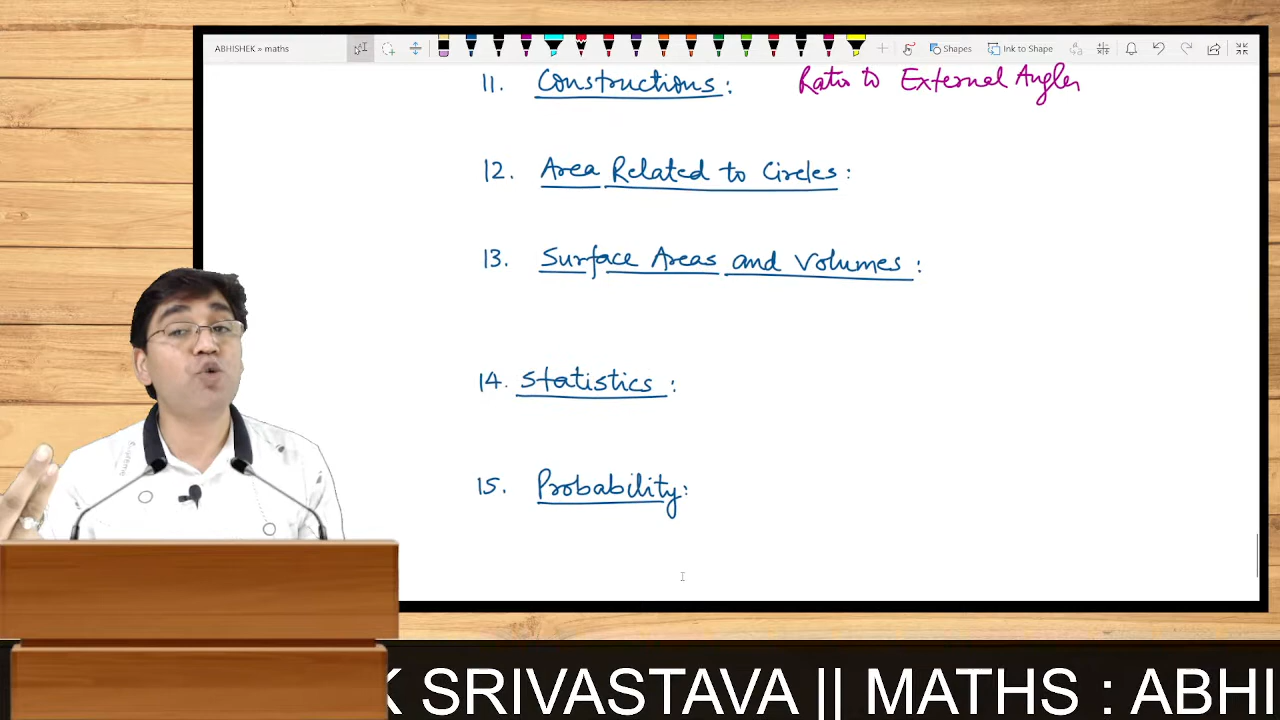 ABHISHEK » maths
Shapes
Ink to Shape
11. Constructions: Ratio to External Angles
12. Area Related to Circles:
13. Surface Areas and Volumes:
14. Statistics:
15. Probability:
K SRIVASTAVA || MATHS : ABHI